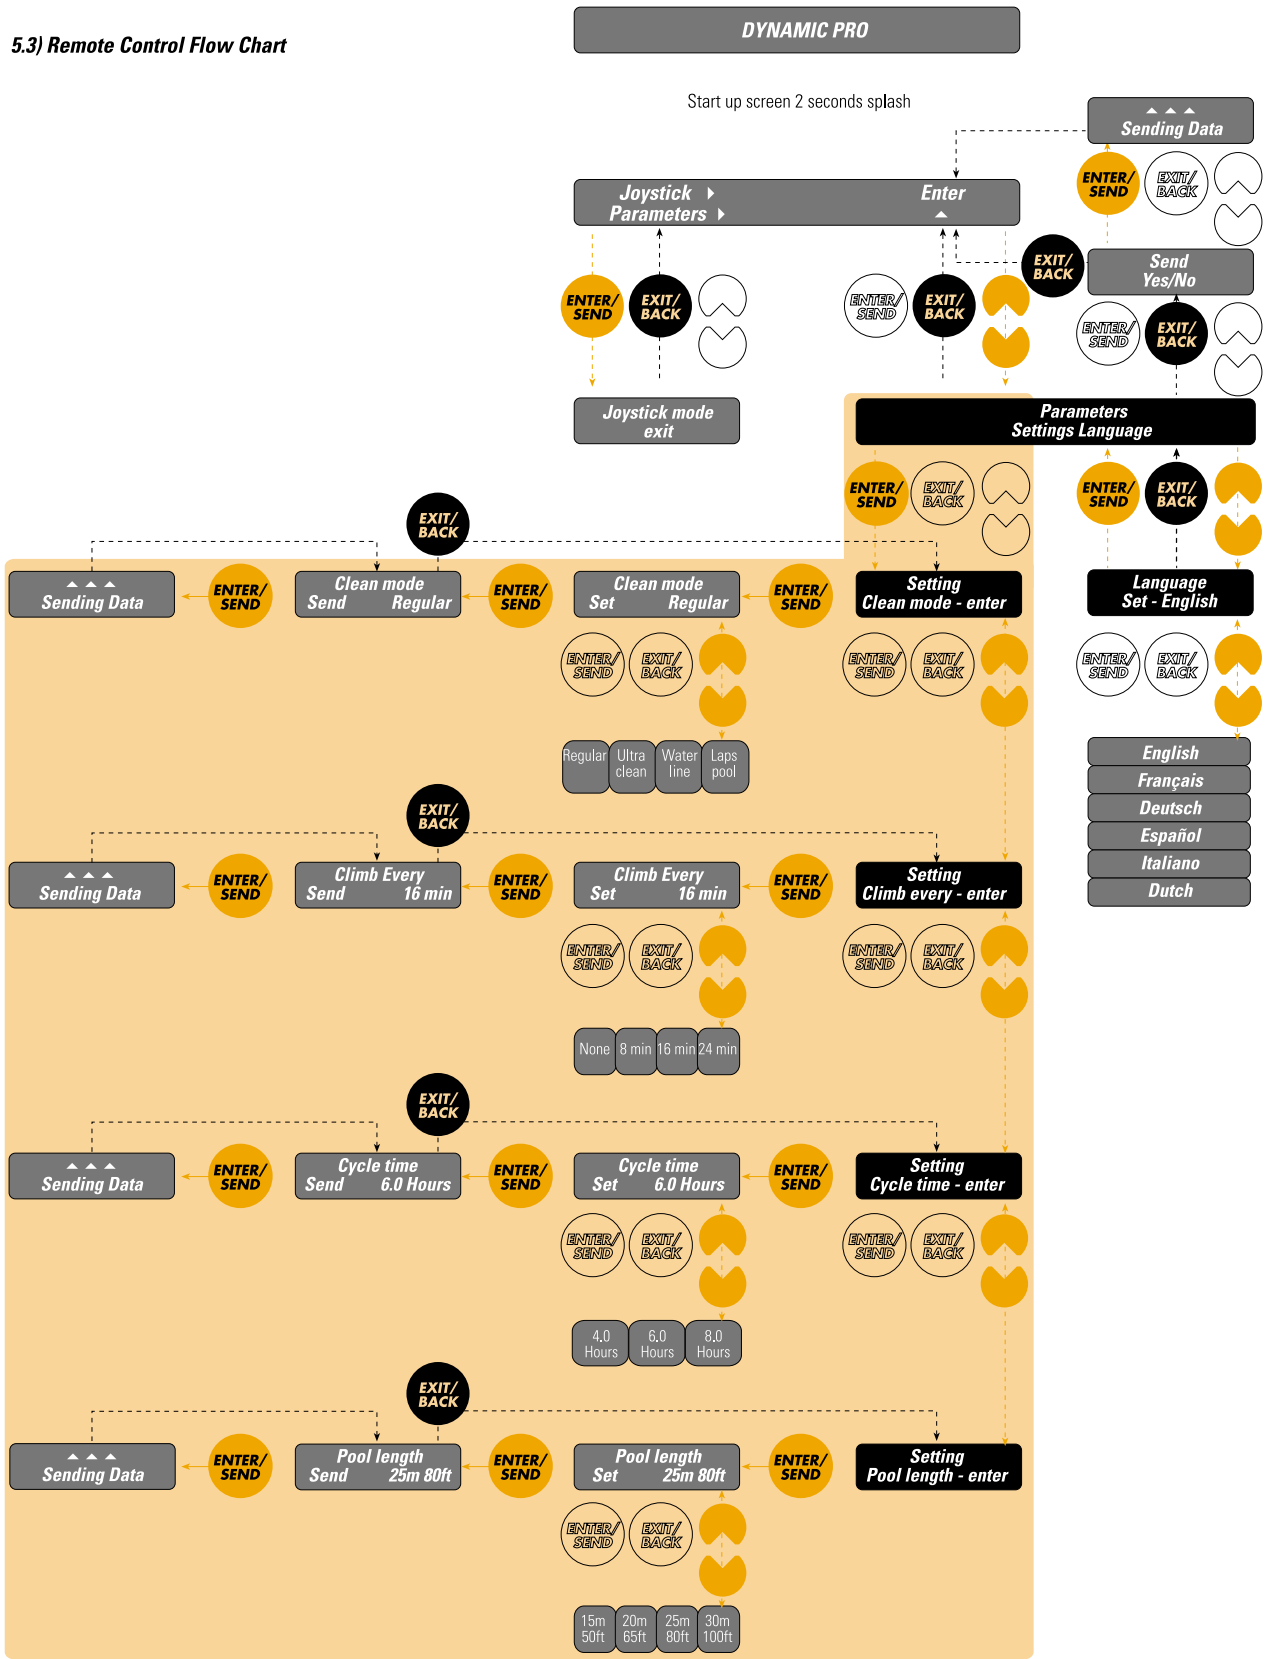 5.3) Remote Control Flow Chart
DYNAMIC PRO
Start up screen 2 seconds splash
Sending Data
ENTER/
SEND
EXIT/
BACK
Joystick
Enter
Parameters
EXIT/
BACK
Send
Yes/No
ENTER/
SEND
EXIT/
BACK
ENTER/
SEND
EXIT/
BACK
ENTER/
SEND
EXIT/
BACK
Joystick mode
exit
Parameters
Settings Language
ENTER/
SEND
EXIT/
BACK
ENTER/
SEND
EXIT/
BACK
EXIT/
BACK
Sending Data
ENTER/
SEND
Clean mode
Send Regular
ENTER/
SEND
Clean mode
Set Regular
ENTER/
SEND
Setting
Clean mode - enter
Language
Set - English
ENTER/
SEND
EXIT/
BACK
ENTER/
SEND
EXIT/
BACK
ENTER/
SEND
EXIT/
BACK
Regular
Ultra
clean
Water
line
Laps
pool
English
Français
Deutsch
Español
Italiano
Dutch
EXIT/
BACK
Sending Data
ENTER/
SEND
Climb Every
Send 16 min
ENTER/
SEND
Climb Every
Set 16 min
ENTER/
SEND
Setting
Climb every - enter
ENTER/
SEND
EXIT/
BACK
ENTER/
SEND
EXIT/
BACK
None
8 min
16 min
24 min
EXIT/
BACK
Sending Data
ENTER/
SEND
Cycle time
Send 6.0 Hours
ENTER/
SEND
Cycle time
Set 6.0 Hours
ENTER/
SEND
Setting
Cycle time - enter
ENTER/
SEND
EXIT/
BACK
ENTER/
SEND
EXIT/
BACK
4.0
Hours
6.0
Hours
8.0
Hours
EXIT/
BACK
Sending Data
ENTER/
SEND
Pool length
Send 25m 80ft
ENTER/
SEND
Pool length
Set 25m 80ft
ENTER/
SEND
Setting
Pool length - enter
ENTER/
SEND
EXIT/
BACK
15m
50ft
20m
65ft
25m
80ft
30m
100ft